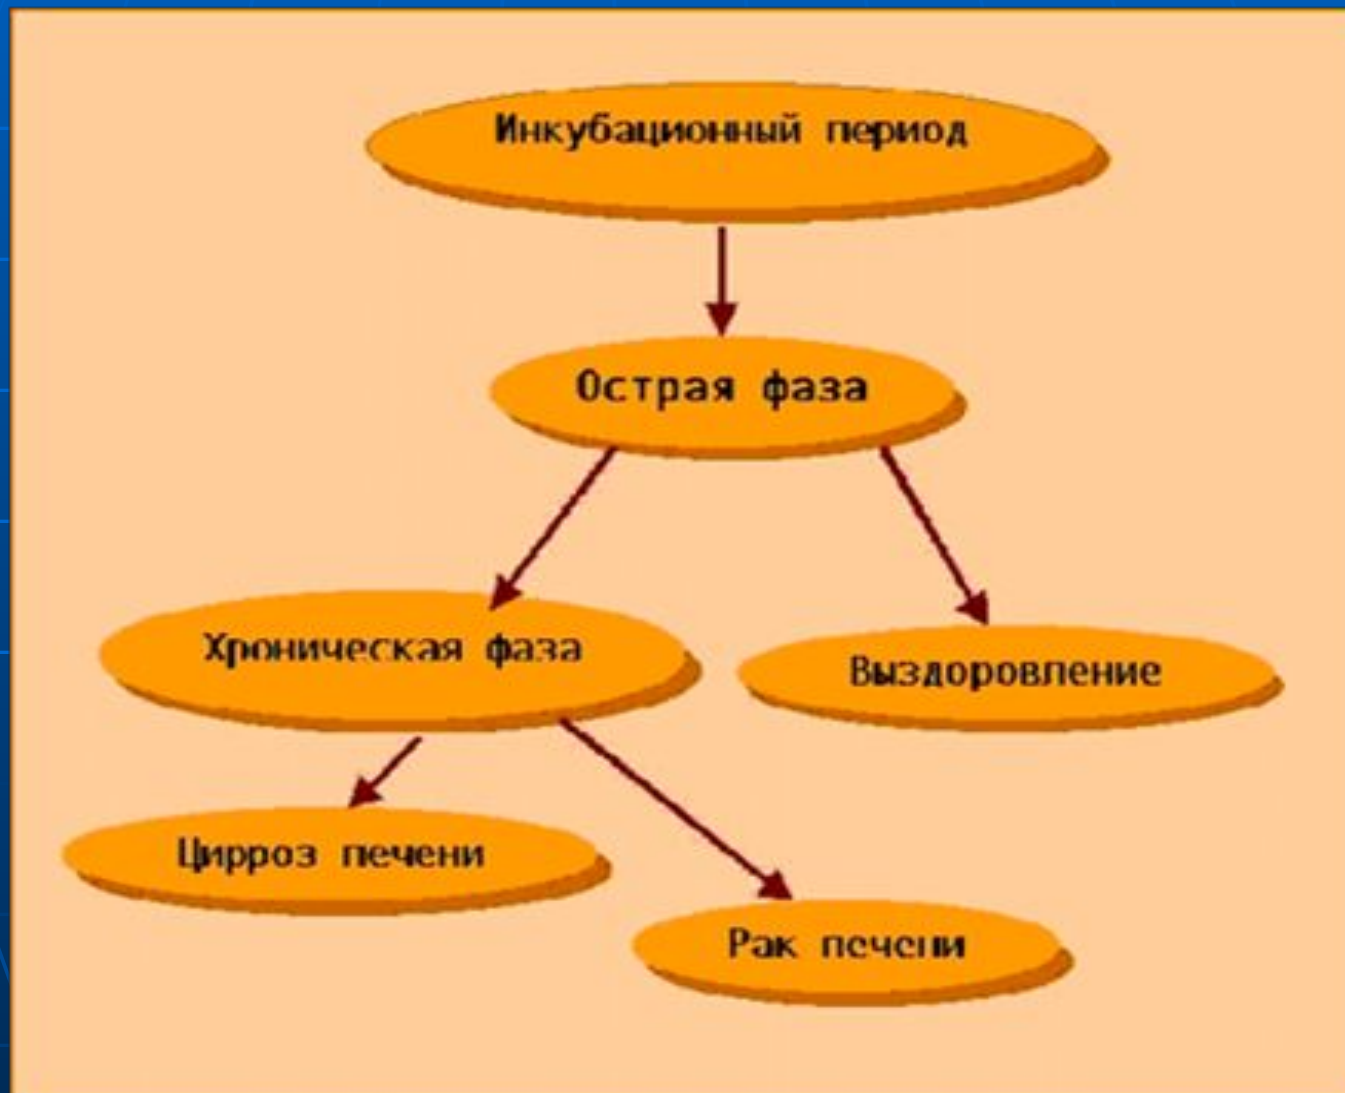 Инкубационный период
Острая фаза
Хроническая фаза
Выздоровление
Цирроз печени
Рак печени